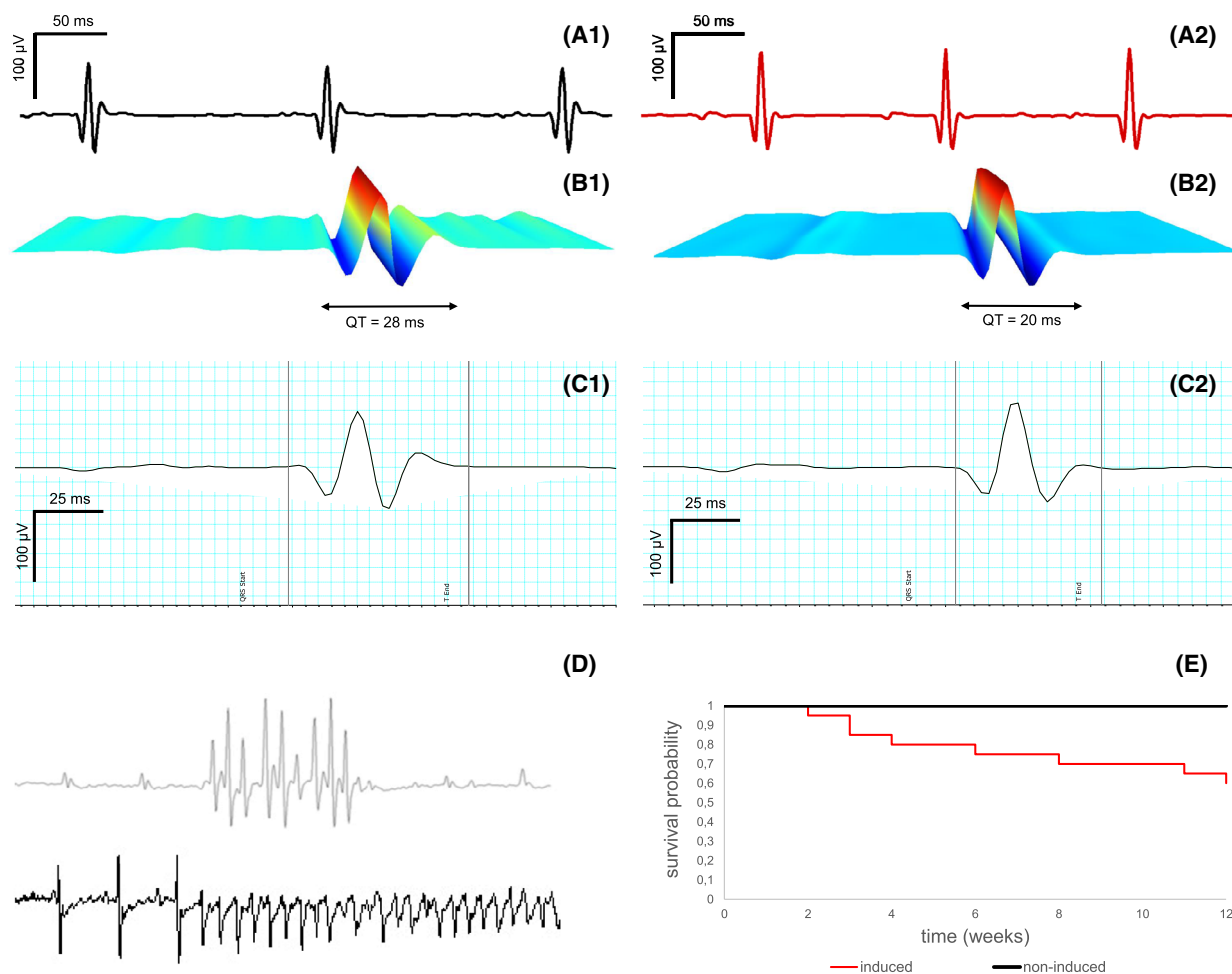 50 ms
100 µV
(A1)
50 ms
100 µV
(A2)
(B1)
QT = 28 ms
(B2)
QT = 20 ms
(C1)
25 ms
100 µV
QRS Start
T End
(C2)
25 ms
100 µV
QRS Start
T End
(D)
(E)
survival probability
1
0,9
0,8
0,7
0,6
0,5
0,4
0,3
0,2
0,1
0
0 2 4 6 8 10 12
time (weeks)
induced non-induced